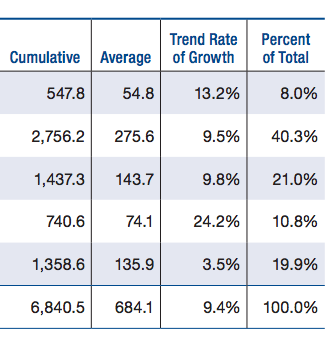 Cumulative Average Trend Rate of Growth Percent of Total
547.8 54.8 13.2% 8.0%
2,756.2 275.6 9.5% 40.3%
1,437.3 143.7 9.8% 21.0%
740.6 74.1 24.2% 10.8%
1,358.6 135.9 3.5% 19.9%
6,840.5 684.1 9.4% 100.0%